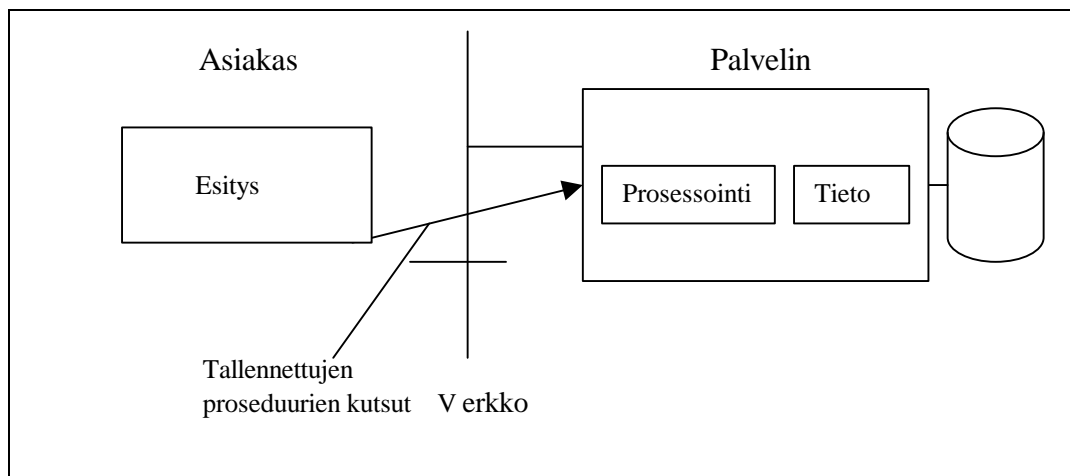 Asiakas
Palvelin
Esitys
Prosessointi
Tieto
Tallennettujen
proseduurien kutsut
V erkko